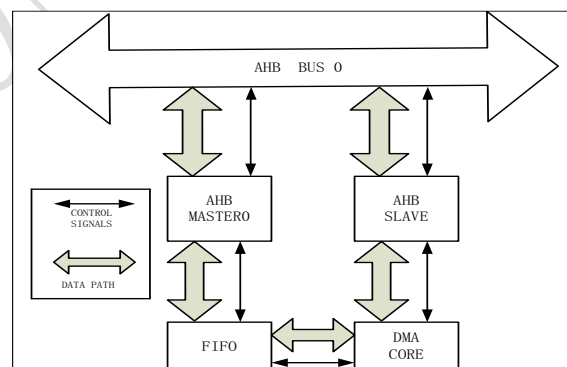 AHB BUS 0
AHB
MASTER0
AHB
SLAVE
CONTROL
SIGNALS
DATA PATH
FIFO
DMA
CORE